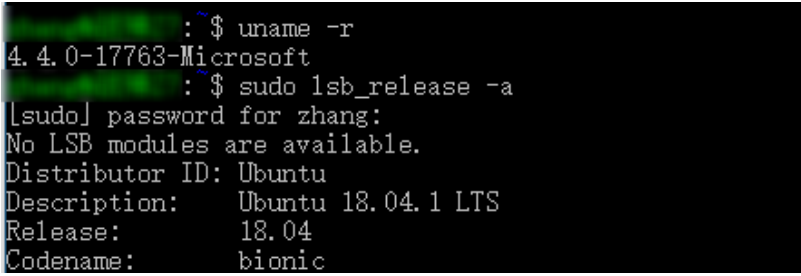 :~$ uname -r
4.4.0-17763-Microsoft
:~$ sudo lsb_release -a
[sudo] password for zhang:
No LSB modules are available.
Distributor ID: Ubuntu
Description: Ubuntu 18.04.1 LTS
Release: 18.04
Codename: bionic